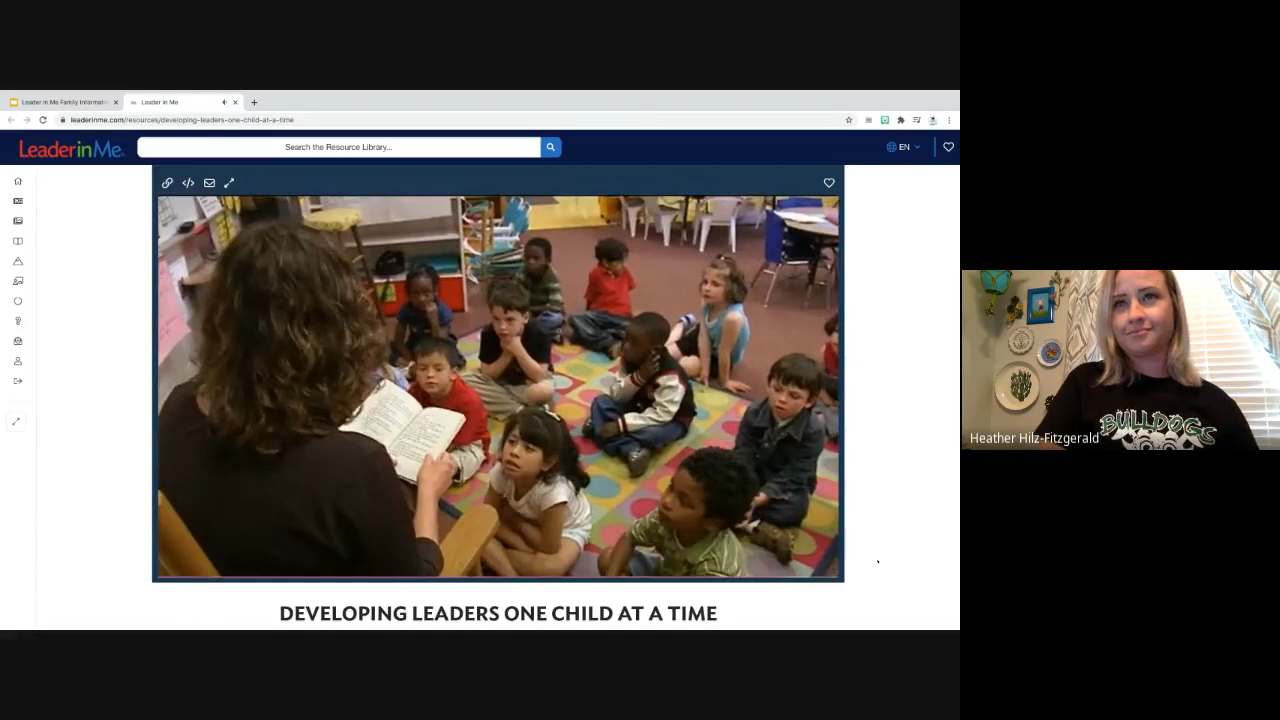 Leader In Me Family Informati
Leader in Me
leaderinme.com/resources/developing-leaders-one-child-at-a-time
LeaderinMe
Search the Resource Library...
EN
DEVELOPING LEADERS ONE CHILD AT A TIME
BULLDOGS
Heather Hilz-Fitzgerald